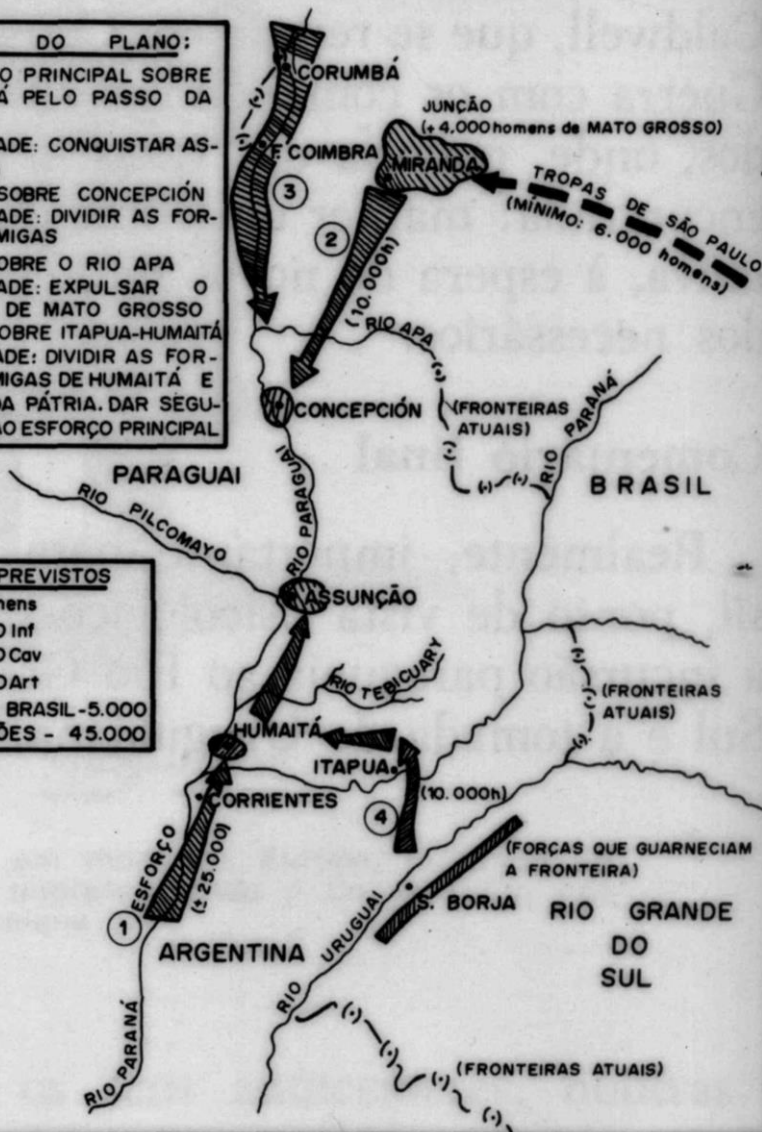 DO PLANO:
O PRINCIPAL SOBRE
Á PELO PASSO DA
ADE: CONQUISTAR AS-
SOBRE CONCEPCIÓN
ADE: DIVIDIR AS FOR-
MIGAS
OBRE O RIO APA
ADE: EXPULSAR O
DE MATO GROSSO
OBRE ITAPUA-HUMAITÁ
ADE: DIVIDIR AS FOR-
MIGAS DE HUMAITÁ E
DA PÁTRIA. DAR SEGU-
AO ESFORÇO PRINCIPAL
CORUMBÁ
JUNÇÃO
(+4.000 homens de MATO GROSSO)
F. COIMBRA
MIRANDA
3
TROPAS DE SÃO PAULO
(MÍNIMO: 6.000 homens)
2
(10.000h)
RIO APA
CONCEPCIÓN
(FRONTEIRAS
ATUAIS)
RIO PARANÁ
BRASIL
PARAGUAI
RIO PARAGUAI
RIO PILCOMAYO
PREVISTOS
mens
0 Inf
0 Cav
0 Art
BRASIL - 5.000
ÕES - 45.000
ASSUNÇÃO
RIO TEBICUARY
(FRONTEIRAS
ATUAIS)
HUMAITÁ
ITAPUA
CORRIENTES
4
(10.000h)
ESFORÇO
(± 25.000)
1
(FORÇAS QUE GUARNECIAM
A FRONTEIRA)
S. BORJA
RIO GRANDE
DO
SUL
ARGENTINA
RIO URUGUAI
RIO PARANÁ
(FRONTEIRAS ATUAIS)